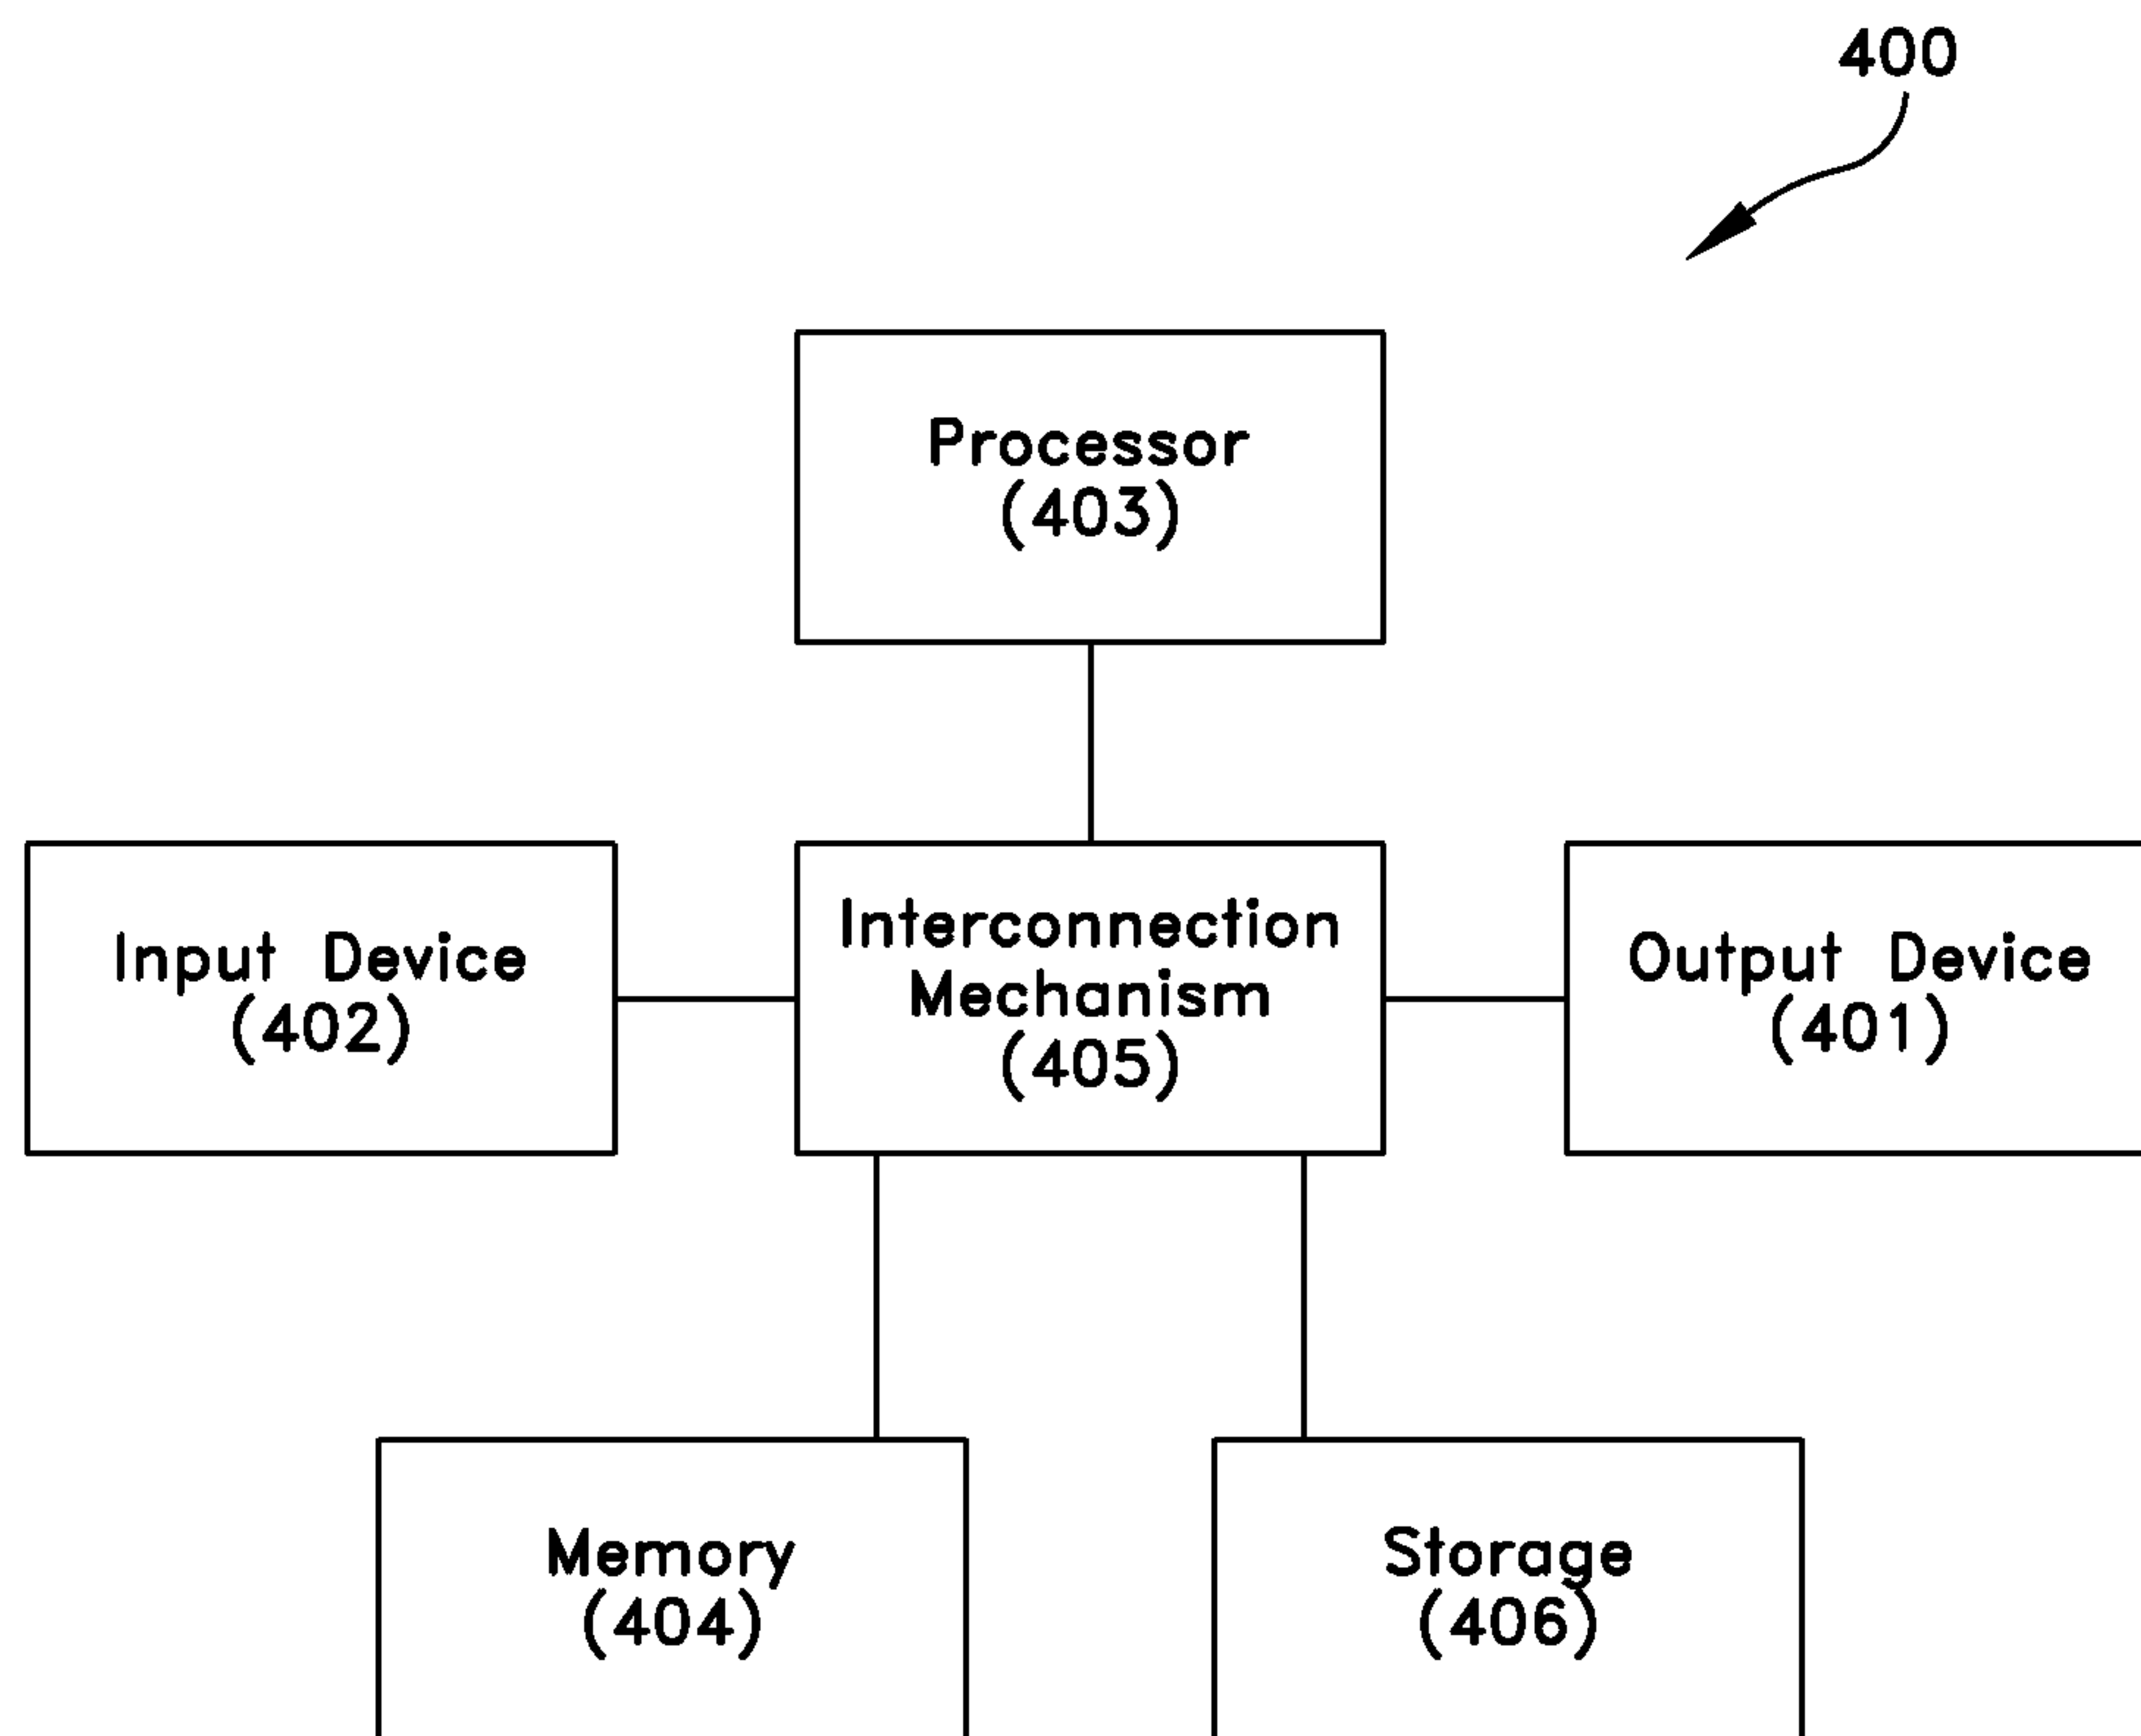 400
Processor
(403)
Input Device
(402)
Interconnection
Mechanism
(405)
Output Device
(401)
Memory
(404)
Storage
(406)